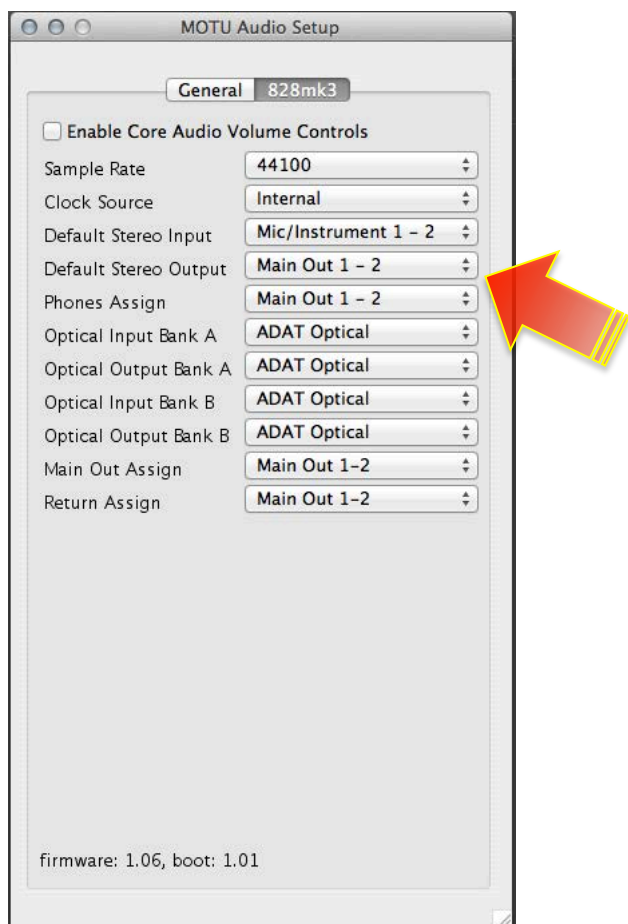 MOTU Audio Setup
General 828mk3
Enable Core Audio Volume Controls
Sample Rate 44100
Clock Source Internal
Default Stereo Input Mic/Instrument 1 – 2
Default Stereo Output Main Out 1 – 2
Phones Assign Main Out 1 – 2
Optical Input Bank A ADAT Optical
Optical Output Bank A ADAT Optical
Optical Input Bank B ADAT Optical
Optical Output Bank B ADAT Optical
Main Out Assign Main Out 1-2
Return Assign Main Out 1-2
firmware: 1.06, boot: 1.01